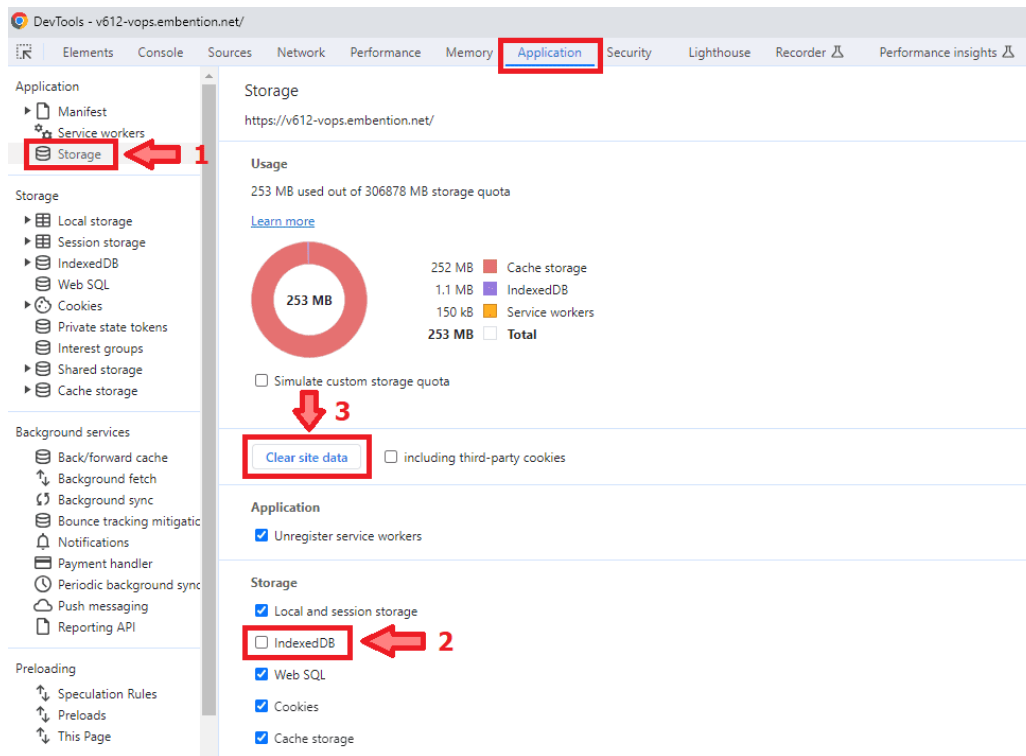 DevTools - v612-vops.embention.net/
Elements Console Sources Network Performance Memory Application Security Lighthouse Recorder Performance insights
Application
Manifest
Service workers
Storage
1
Storage
Local storage
Session storage
IndexedDB
Web SQL
Cookies
Private state tokens
Interest groups
Shared storage
Cache storage
Background services
Back/forward cache
Background fetch
Background sync
Bounce tracking mitigatic
Notifications
Payment handler
Periodic background sync
Push messaging
Reporting API
Preloading
Speculation Rules
Preloads
This Page
Storage
https://v612-vops.embention.net/
Usage
253 MB used out of 306878 MB storage quota
Learn more
253 MB
252 MB Cache storage
1.1 MB IndexedDB
150 kB Service workers
253 MB Total
Simulate custom storage quota
3
Clear site data including third-party cookies
Application
Unregister service workers
Storage
Local and session storage
IndexedDB 2
Web SQL
Cookies
Cache storage